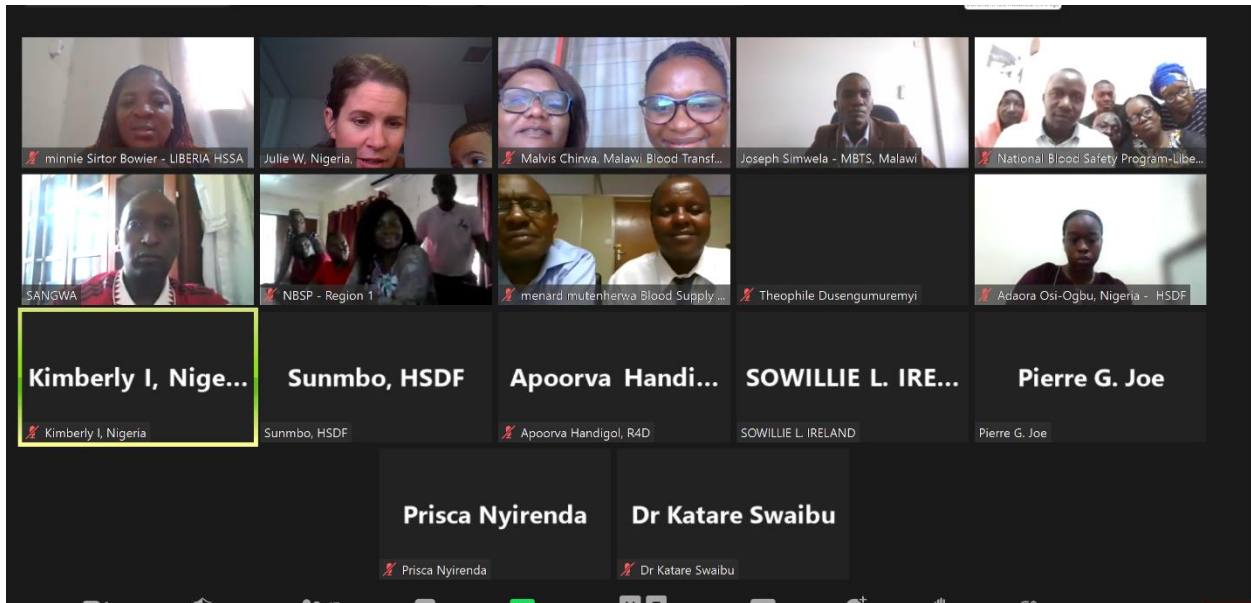 minnie Sirtor Bowier - LIBERIA HSSA
Julie W, Nigeria,
Malvis Chirwa, Malawi Blood Transf...
Joseph Simwela - MBTS, Malawi
National Blood Safety Program-Libe...
SANGWA
NBSP - Region 1
menard mutenherwa Blood Supply ...
Theophile Dusengumuremyi
Adaora Osi-Ogbu, Nigeria - HSDF
Kimberly I, Nige...
Kimberly I, Nigeria
Sunmbo, HSDF
Sunmbo, HSDF
Apoorva Handi...
Apoorva Handigol, R4D
SOWILLIE L. IRE...
SOWILLIE L. IRELAND
Pierre G. Joe
Pierre G. Joe
Prisca Nyirenda
Prisca Nyirenda
Dr Katare Swaibu
Dr Katare Swaibu